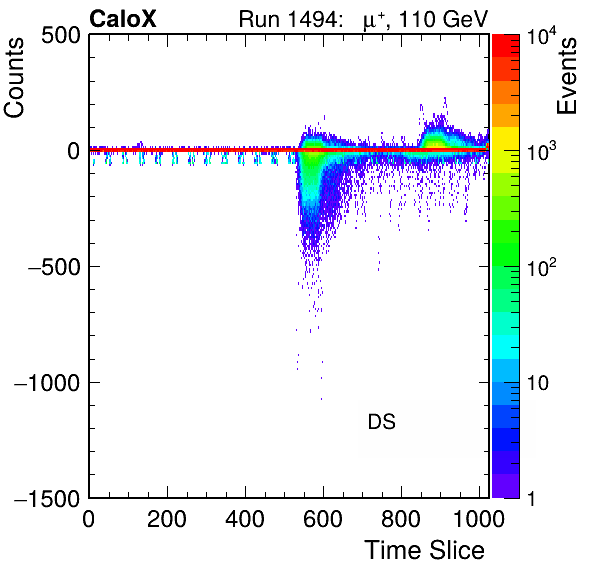 CaloX Run 1494: μ⁺, 110 GeV
Counts
Events
500
0
−500
−1000
−1500
0 200 400 600 800 1000
Time Slice
DS
10⁴
10³
10²
10
1